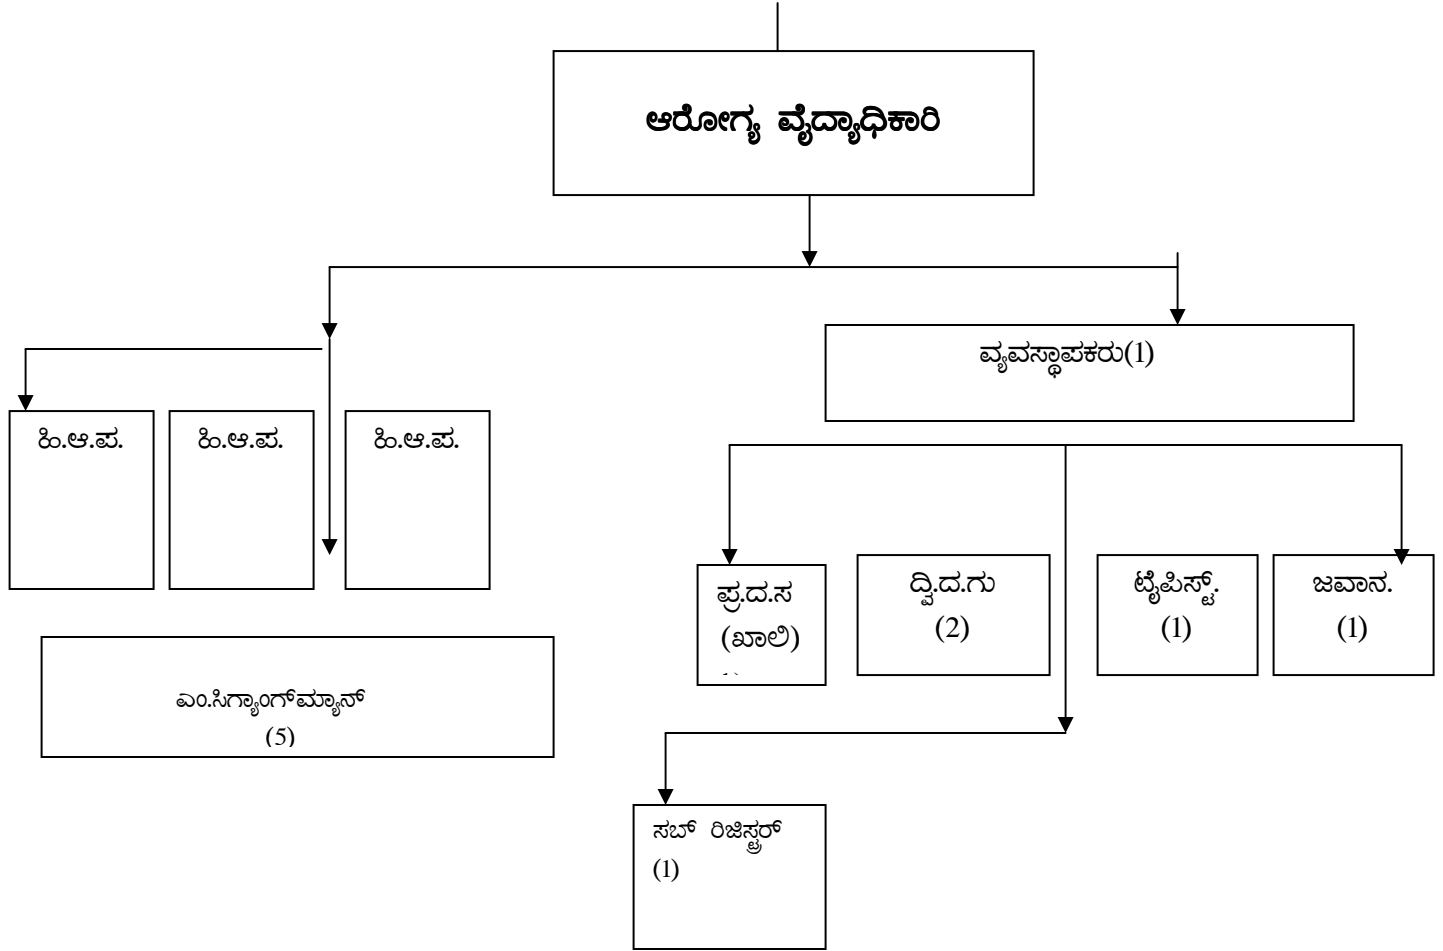 ಆರೋಗ್ಯ ವೈದ್ಯಾಧಿಕಾರಿ
ವ್ಯವಸ್ಥಾಪಕರು(1)
ಹಿ.ಆ.ಪ.
ಹಿ.ಆ.ಪ.
ಹಿ.ಆ.ಪ.
ಪ್ರ.ದ.ಸ
(ಖಾಲಿ)
ದ್ವಿ.ದ.ಗು
(2)
ಟೈಪಿಸ್ಟ್.
(1)
ಜವಾನ.
(1)
ಎಂ.ಸಿಗ್ಯಾಂಗ್‌ಮ್ಯಾನ್
(5)
ಸಬ್ ರಿಜಿಸ್ಟ್ರರ್
(1)